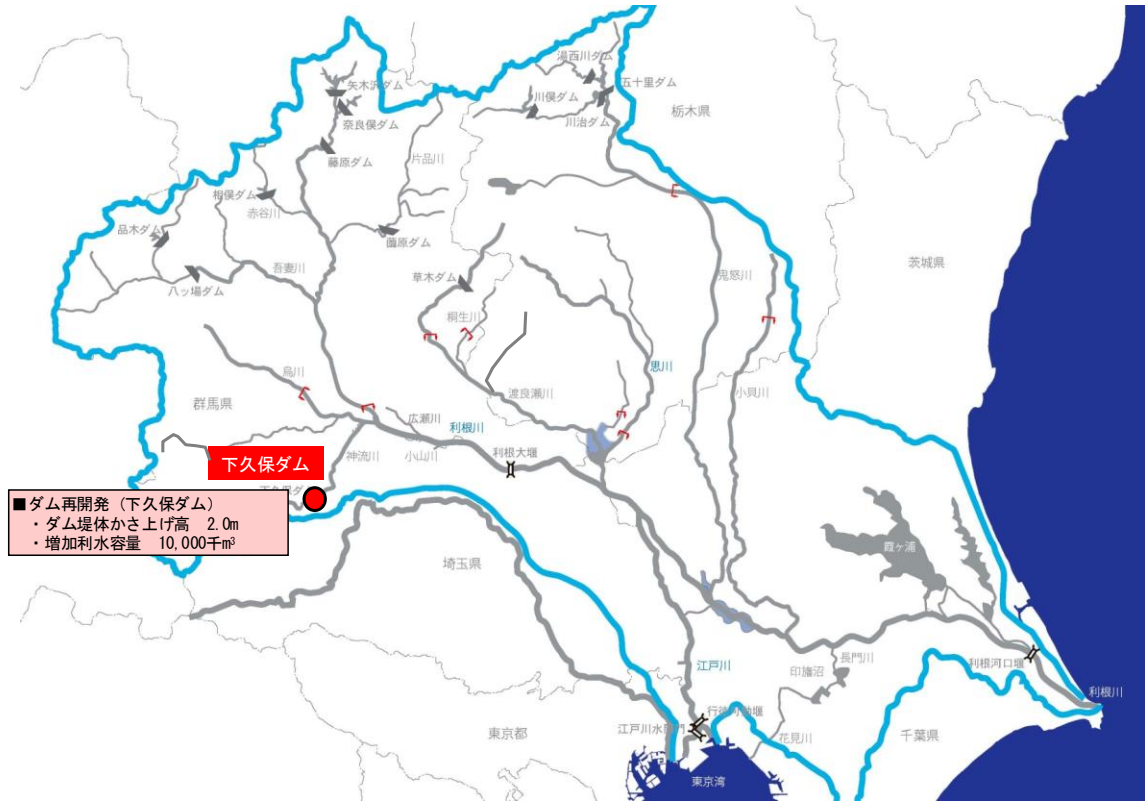 湯西川ダム
五十里ダム
矢木沢ダム
川俣ダム
栃木県
奈良俣ダム
川治ダム
藤原ダム
片品川
相俣ダム
赤谷川
品木ダム
薗原ダム
茨城県
吾妻川
鬼怒川
八ッ場ダム
草木ダム
桐生川
思川
烏川
小貝川
渡良瀬川
群馬県
広瀬川
利根川
利根大堰
神流川
小山川
下久保ダム
■ダム再開発（下久保ダム）
・ダム堤体かさ上げ高 2.0m
・増加利水容量 10,000千m³
霞ヶ浦
埼玉県
長門川
江戸川
印旛沼
利根河口堰
利根川
行徳可動堰
江戸川水閘門
花見川
千葉県
東京都
東京湾